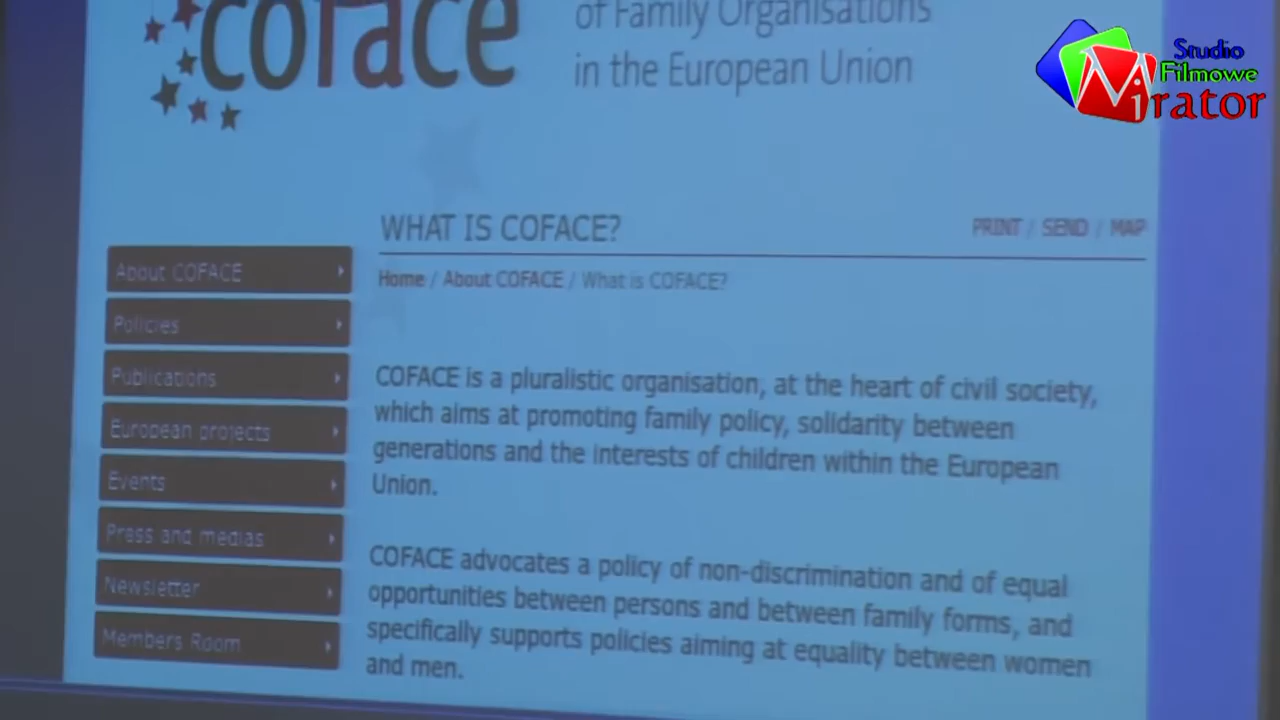 coface
of Family Organisations
in the European Union
Studio
Filmowe
Mirator
WHAT IS COFACE?
PRINT / SEND / MAP
Home / About COFACE / What is COFACE?
About COFACE
Policies
Publications
European projects
Events
Press and medias
Newsletter
Members Room
COFACE is a pluralistic organisation, at the heart of civil society,
which aims at promoting family policy, solidarity between
generations and the interests of children within the European
Union.
COFACE advocates a policy of non-discrimination and of equal
opportunities between persons and between family forms, and
specifically supports policies aiming at equality between women
and men.